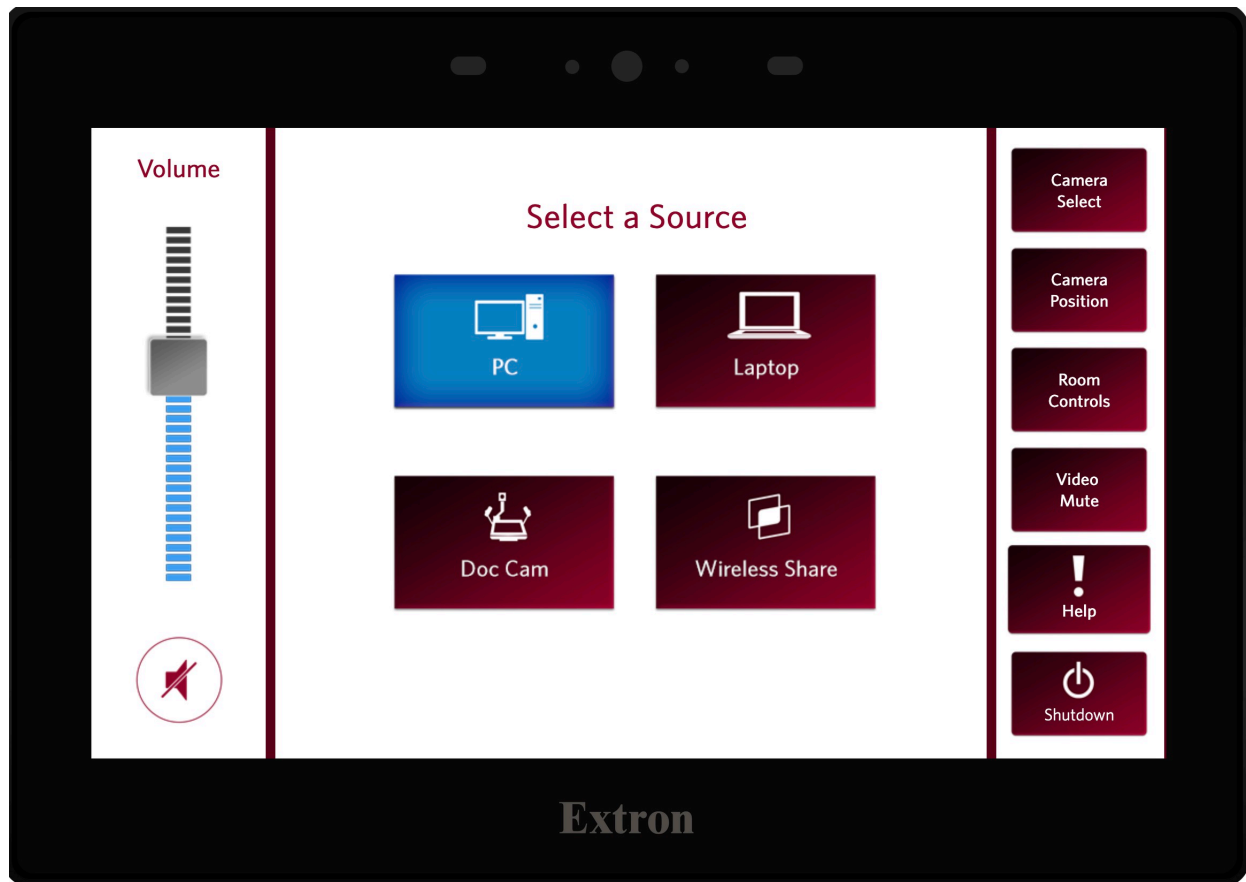 Volume
Select a Source
PC
Laptop
Doc Cam
Wireless Share
Camera
Select
Camera
Position
Room
Controls
Video
Mute
Help
Shutdown
Extron